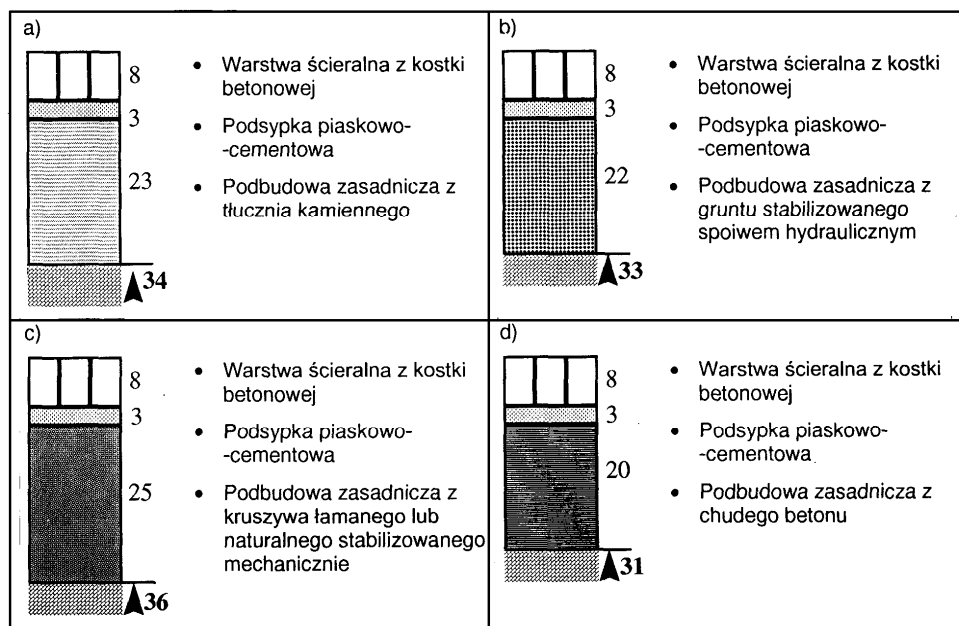 a)
8
3
23
34
• Warstwa ścieralna z kostki
betonowej
• Podsypka piaskowo-
-cementowa
• Podbudowa zasadnicza z
tłucznia kamiennego
b)
8
3
22
33
• Warstwa ścieralna z kostki
betonowej
• Podsypka piaskowo-
-cementowa
• Podbudowa zasadnicza z
gruntu stabilizowanego
spoiwem hydraulicznym
c)
8
3
25
36
• Warstwa ścieralna z kostki
betonowej
• Podsypka piaskowo-
-cementowa
• Podbudowa zasadnicza z
kruszywa łamanego lub
naturalnego stabilizowanego
mechanicznie
d)
8
3
20
31
• Warstwa ścieralna z kostki
betonowej
• Podsypka piaskowo-
-cementowa
• Podbudowa zasadnicza z
chudego betonu